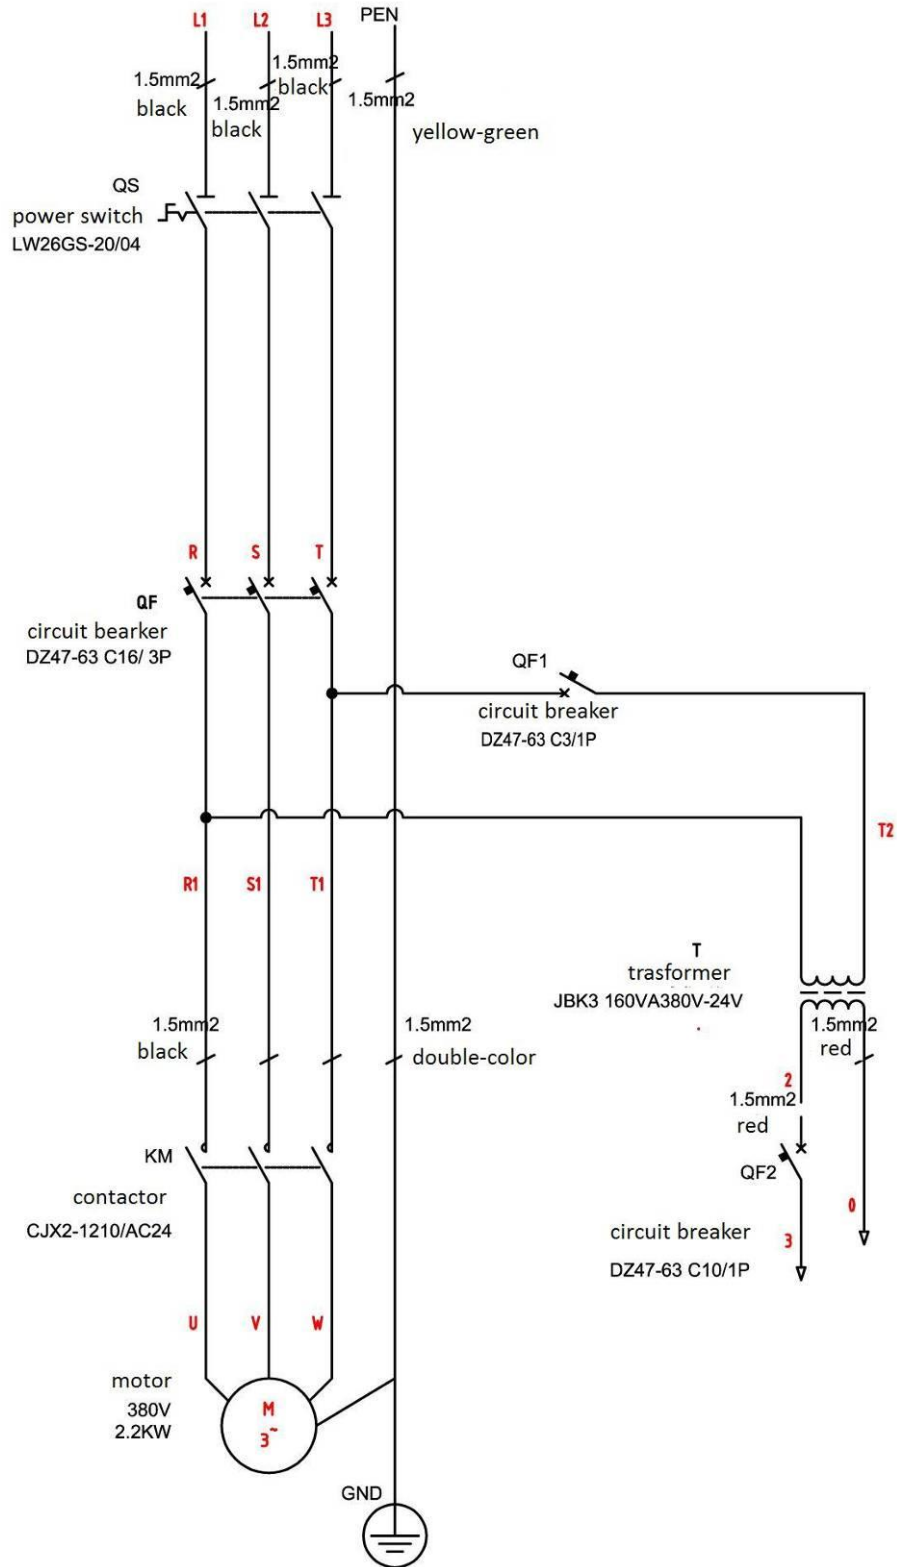 L1
L2
L3
PEN
1.5mm2
black
1.5mm2
black
1.5mm2
black
1.5mm2
yellow-green
QS
power switch
LW26GS-20/04
R
S
T
QF
circuit bearker
DZ47-63 C16/ 3P
QF1
circuit breaker
DZ47-63 C3/1P
T2
R1
S1
T1
T
trasformer
JBK3 160VA380V-24V
1.5mm2
black
1.5mm2
double-color
1.5mm2
red
2
1.5mm2
red
KM
contactor
CJX2-1210/AC24
QF2
0
circuit breaker
3
DZ47-63 C10/1P
U
V
W
motor
380V
2.2KW
M
3~
GND